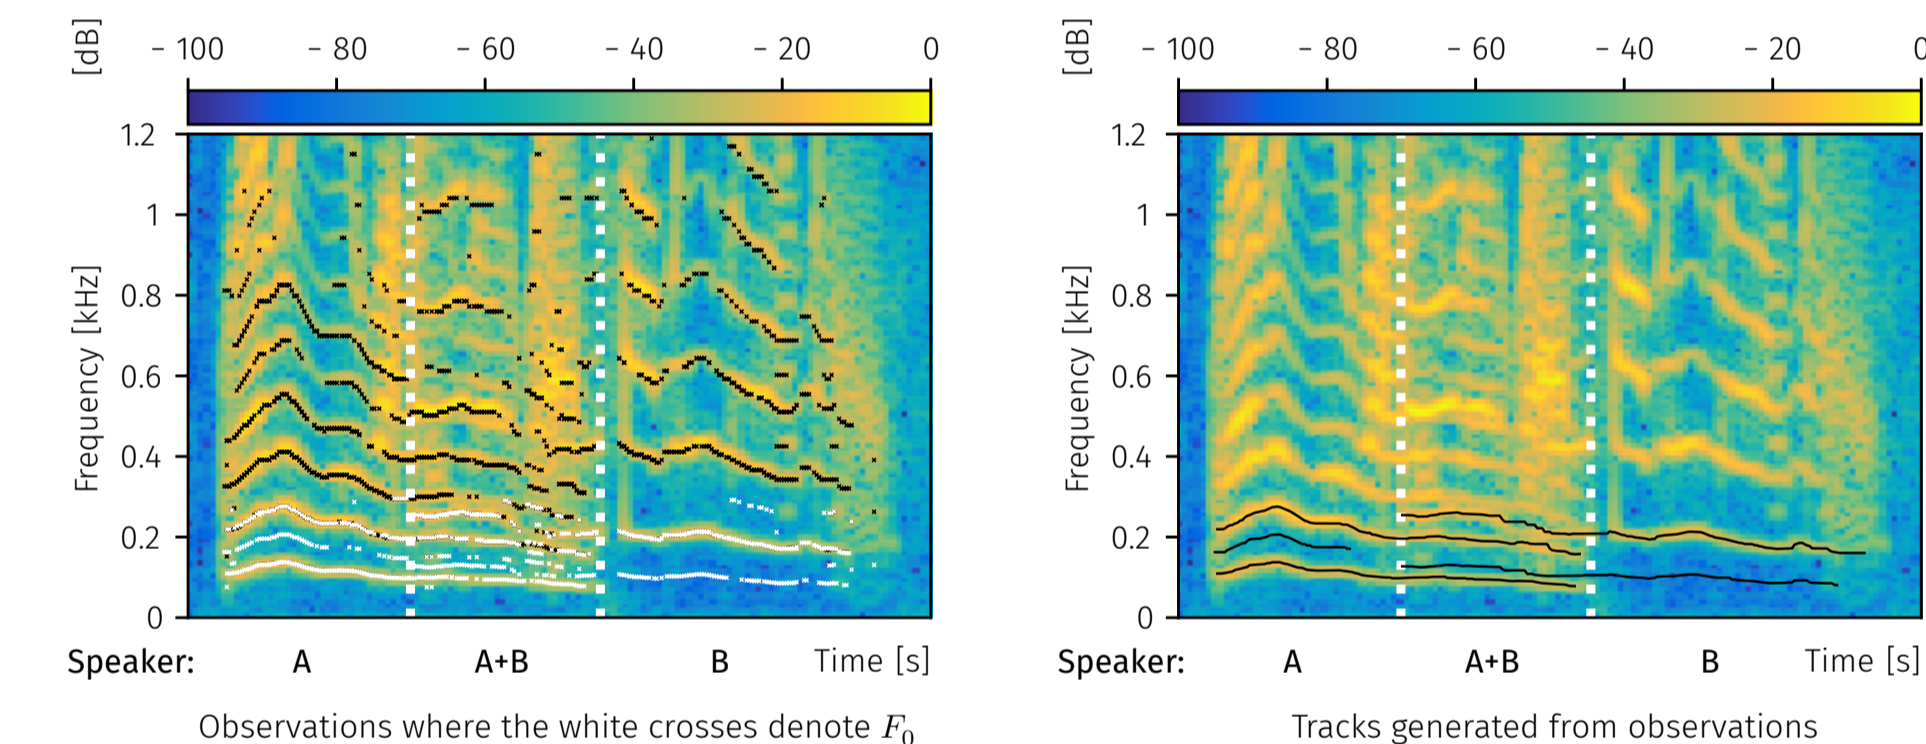 [dB]
- 100 - 80 - 60 - 40 - 20 0
1.2
1
0.8
0.6
0.4
0.2
0
Frequency [kHz]
Speaker: A A+B B Time [s]
Observations where the white crosses denote F₀
[dB]
- 100 - 80 - 60 - 40 - 20 0
1.2
1
0.8
0.6
0.4
0.2
0
Frequency [kHz]
Speaker: A A+B B Time [s]
Tracks generated from observations